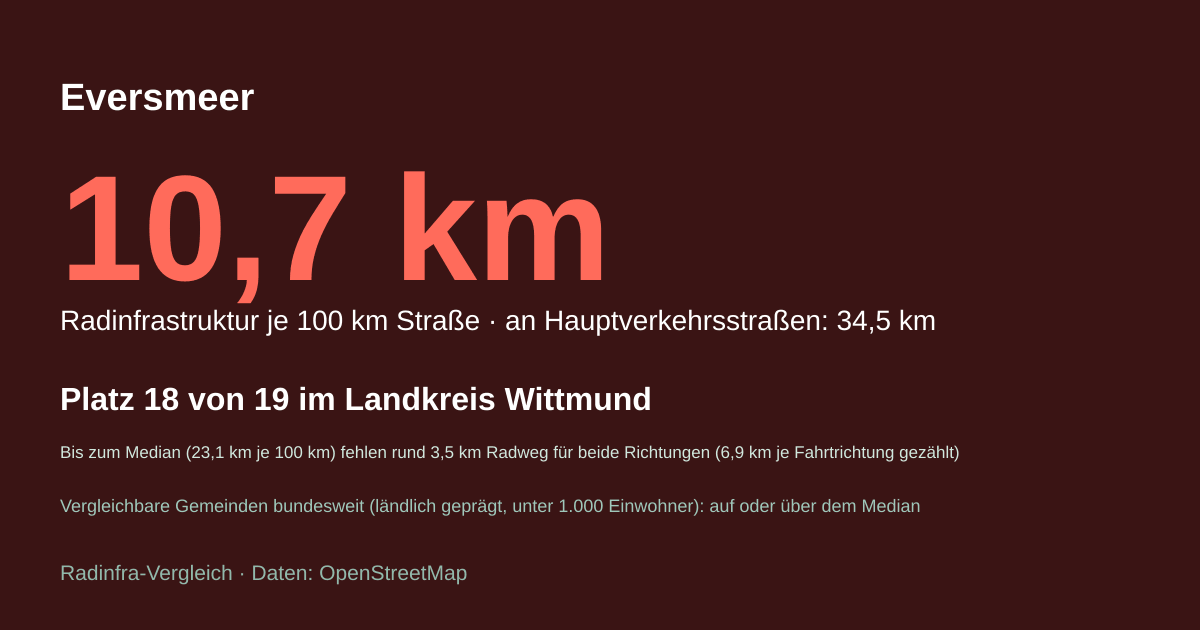 Eversmeer
10,7 km
Radinfrastruktur je 100 km Straße · an Hauptverkehrsstraßen: 34,5 km
Platz 18 von 19 im Landkreis Wittmund
Bis zum Median (23,1 km je 100 km) fehlen rund 3,5 km Radweg für beide Richtungen (6,9 km je Fahrtrichtung gezählt)
Vergleichbare Gemeinden bundesweit (ländlich geprägt, unter 1.000 Einwohner): auf oder über dem Median
Radinfra-Vergleich · Daten: OpenStreetMap